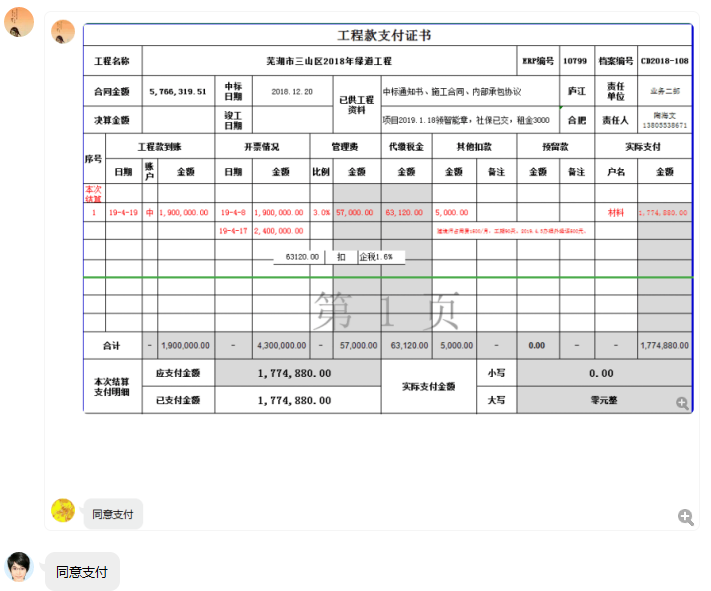 工程款支付证书
工程名称 芜湖市三山区2018年绿道工程 ERP编号 10799 档案编号 CB2018-108
合同金额 5,766,319.51 中标日期 2018.12.20 已供工程资料 中标通知书、施工合同、内部承包协议 庐江 责任单位 业务二部
决算金额 竣工日期 项目2019.1.18领智能章，社保已交，租金3000 合肥 责任人 陶海文 13805538671
序号 工程款到账 开票情况 管理费 代缴税金 其他扣款 预留款 实际支付
日期 账户 金额 日期 金额 比例 金额 金额 金额 备注 金额 备注 户名 金额
本次结算
1 19-4-19 中 1,900,000.00 19-4-8 1,900,000.00 3.0% 57,000.00 63,120.00 5,000.00 材料 1,774,880.00
19-4-17 2,400,000.00
63120.00 扣 企税1.6%
第 1 页
合计 - 1,900,000.00 - 4,300,000.00 - 57,000.00 63,120.00 5,000.00 - 0.00 - - 1,774,880.00
本次结算支付明细 应支付金额 1,774,880.00 实际支付金额 小写 0.00
已支付金额 1,774,880.00 大写 零元整
同意支付
同意支付